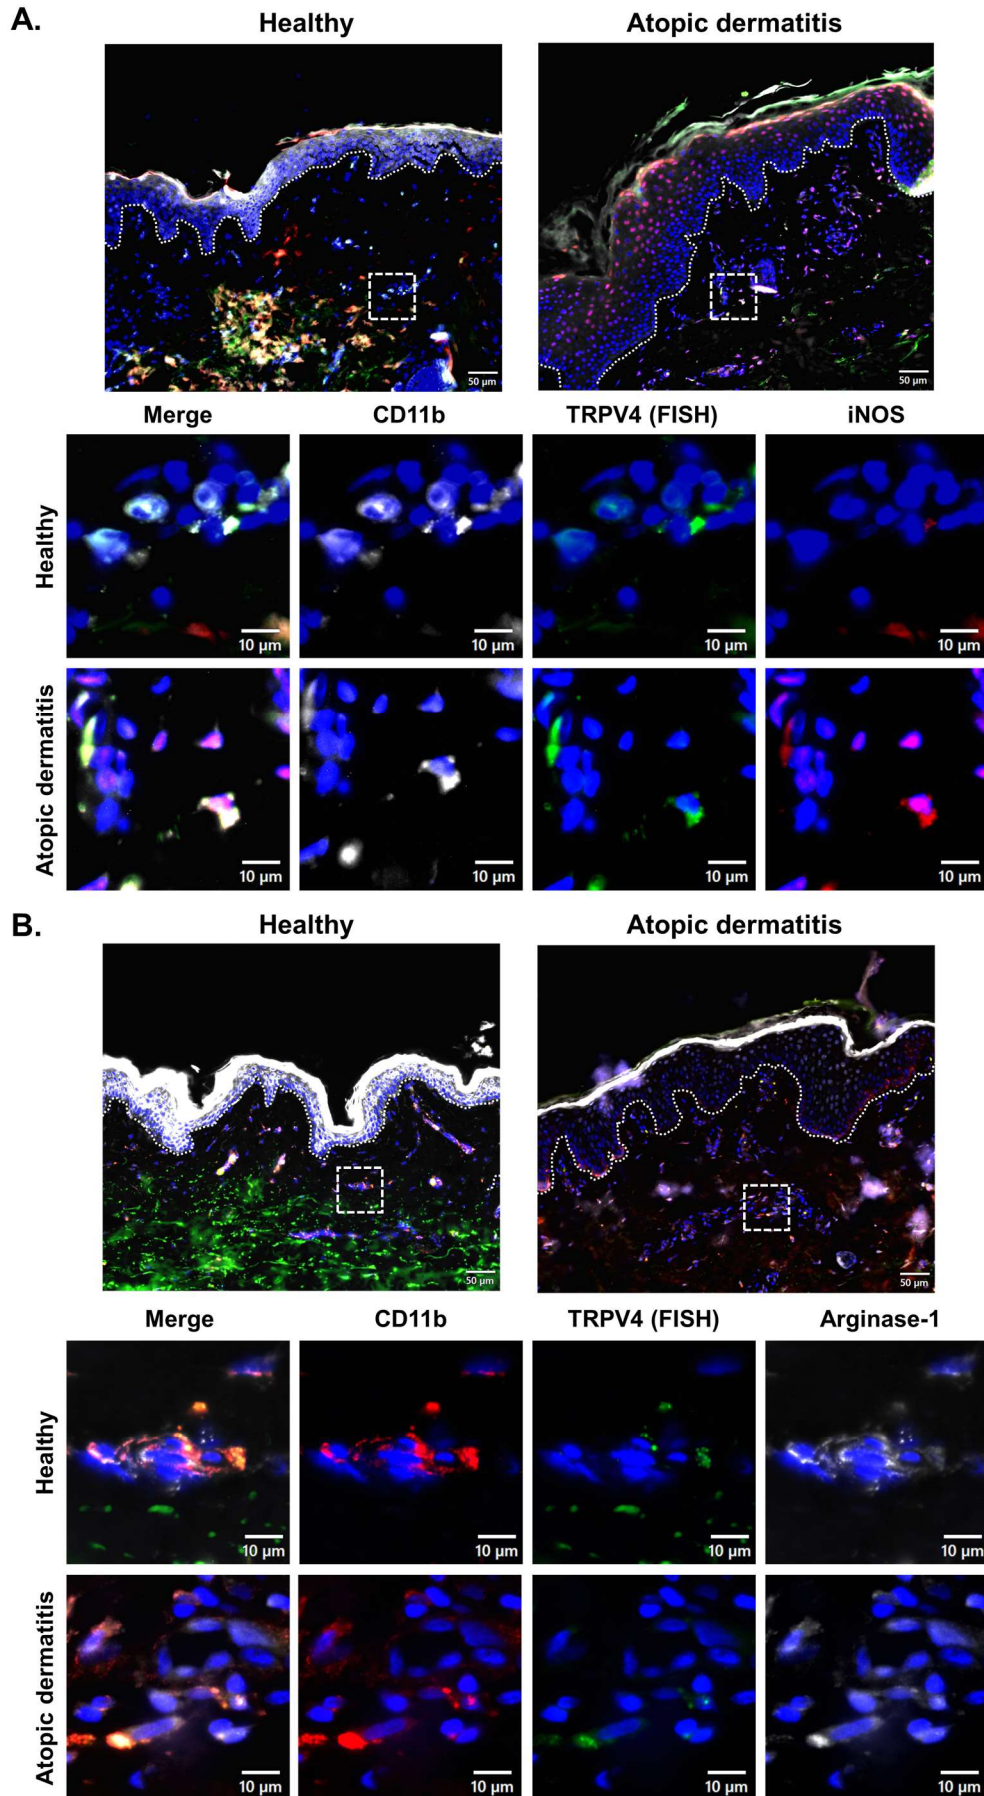 A.
Healthy
Atopic dermatitis
50 µm
50 µm
Merge
CD11b
TRPV4 (FISH)
iNOS
Healthy
10 µm
10 µm
10 µm
10 µm
Atopic dermatitis
10 µm
10 µm
10 µm
10 µm
B.
Healthy
Atopic dermatitis
50 µm
50 µm
Merge
CD11b
TRPV4 (FISH)
Arginase-1
Healthy
10 µm
10 µm
10 µm
10 µm
Atopic dermatitis
10 µm
10 µm
10 µm
10 µm